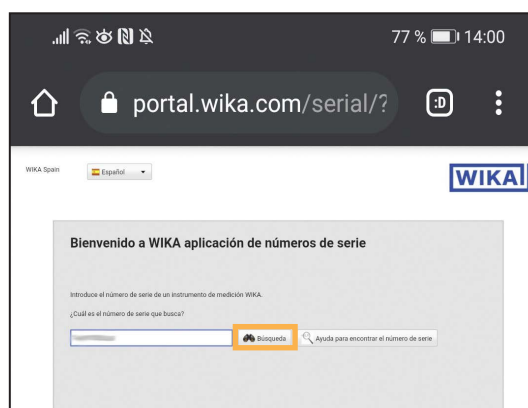 77 % 14:00
portal.wika.com/serial/? :D
WIKA Spain Español WIKA
Bienvenido a WIKA aplicación de números de serie
Introduce el número de serie de un instrumento de medición WIKA.
¿Cuál es el número de serie que busca?
Búsqueda Ayuda para encontrar el número de serie